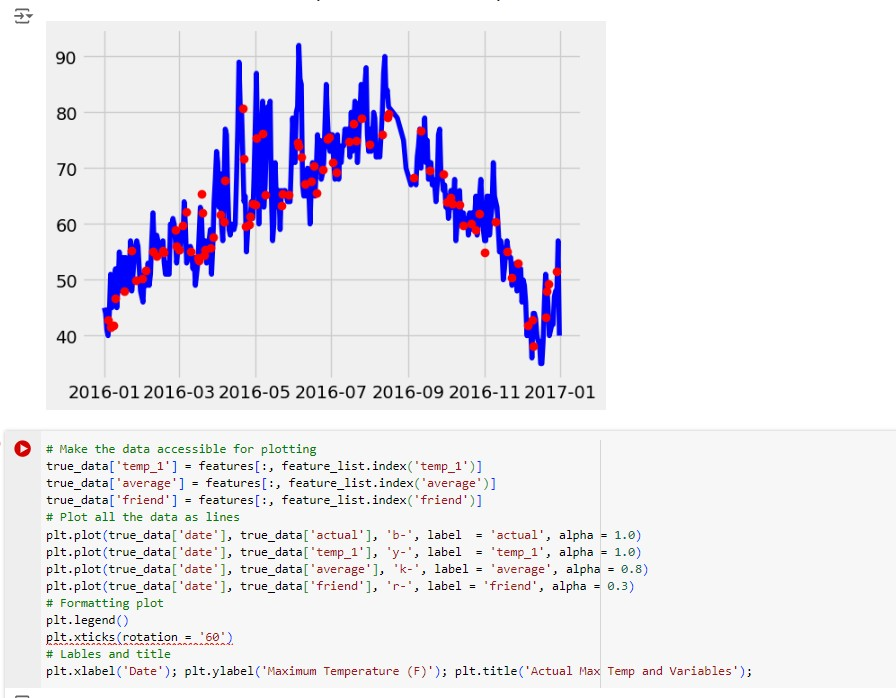 90
80
70
60
50
40
2016-01 2016-03 2016-05 2016-07 2016-09 2016-11 2017-01
# Make the data accessible for plotting
true_data['temp_1'] = features[:, feature_list.index('temp_1')]
true_data['average'] = features[:, feature_list.index('average')]
true_data['friend'] = features[:, feature_list.index('friend')]
# Plot all the data as lines
plt.plot(true_data['date'], true_data['actual'], 'b-', label  = 'actual', alpha = 1.0)
plt.plot(true_data['date'], true_data['temp_1'], 'y-', label  = 'temp_1', alpha = 1.0)
plt.plot(true_data['date'], true_data['average'], 'k-', label = 'average', alpha = 0.8)
plt.plot(true_data['date'], true_data['friend'], 'r-', label = 'friend', alpha = 0.3)
# Formatting plot
plt.legend()
plt.xticks(rotation = '60')
# Lables and title
plt.xlabel('Date'); plt.ylabel('Maximum Temperature (F)'); plt.title('Actual Max Temp and Variables');